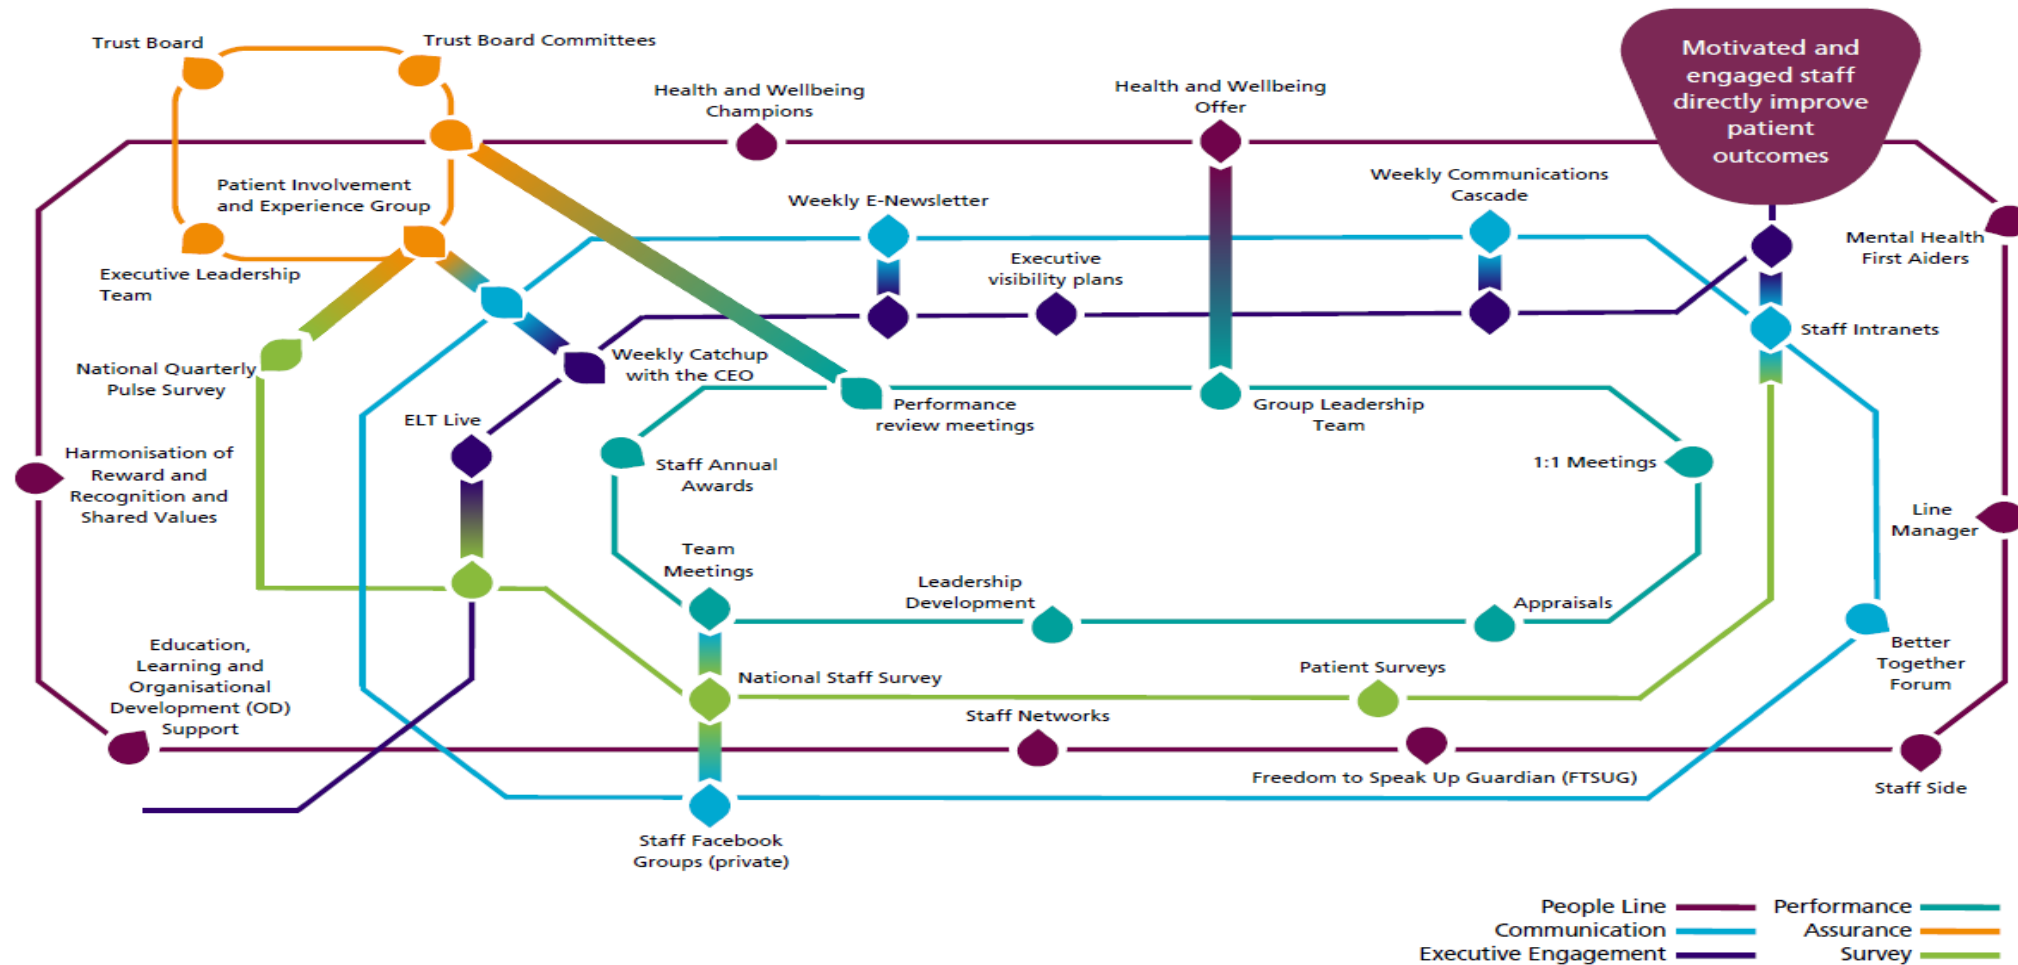 Trust Board
Trust Board Committees
Motivated and
engaged staff
directly improve
patient
outcomes
Health and Wellbeing
Champions
Health and Wellbeing
Offer
Patient Involvement
and Experience Group
Weekly E-Newsletter
Weekly Communications
Cascade
Mental Health
First Aiders
Executive
visibility plans
Executive Leadership
Team
Staff Intranets
National Quarterly
Pulse Survey
Weekly Catchup
with the CEO
ELT Live
Performance
review meetings
Group Leadership
Team
Harmonisation of
Reward and
Recognition and
Shared Values
Staff Annual
Awards
1:1 Meetings
Line
Manager
Team
Meetings
Leadership
Development
Appraisals
Education,
Learning and
Organisational
Development (OD)
Support
Better
Together
Forum
National Staff Survey
Patient Surveys
Staff Networks
Freedom to Speak Up Guardian (FTSUG)
Staff Side
Staff Facebook
Groups (private)
People Line
Communication
Executive Engagement
Performance
Assurance
Survey